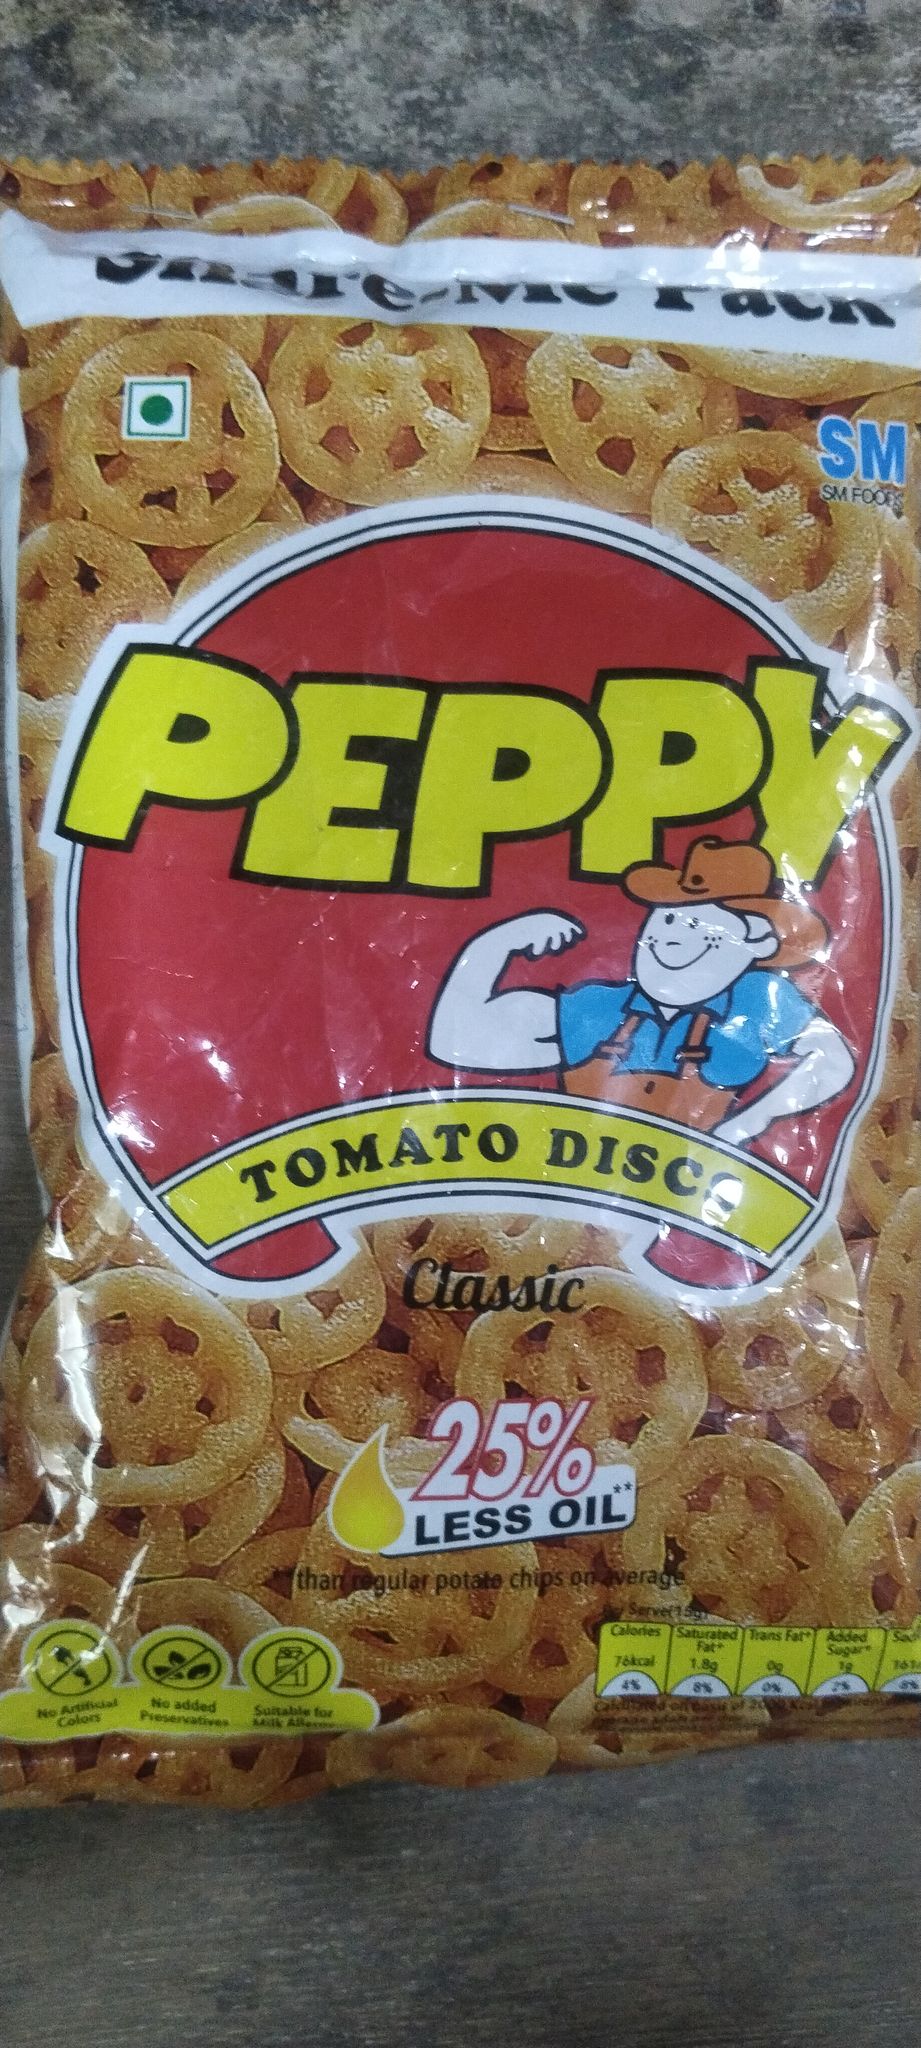 Share-Me Pack
SM
SM FOODS
PEPPY
TOMATO DISCS
Classic
25%
LESS OIL**
**than regular potato chips on average
Per Serve(15g)
Calories Saturated Fat+ Trans Fat+ Added Sugar+
76kcal 1.8g 0g 1g 161
4% 8% 0% 2% 8%
No Artificial Colors
No added Preservatives
Suitable for Milk